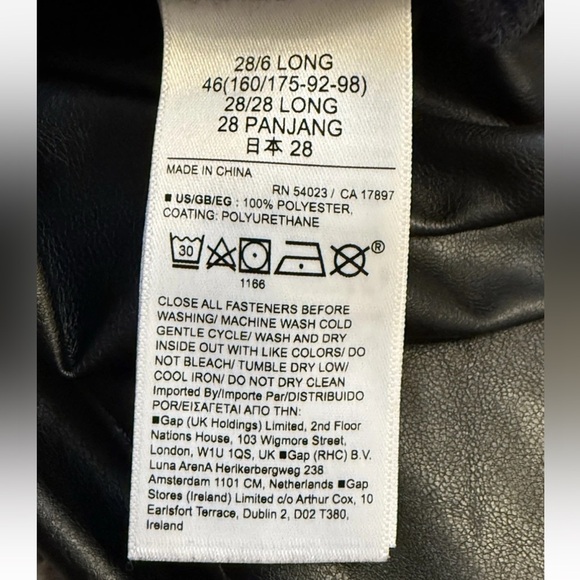 28/6 LONG
46(160/175-92-98)
28/28 LONG
28 PANJANG
日本 28
MADE IN CHINA
RN 54023 / CA 17897
■ US/GB/EG : 100% POLYESTER,
COATING: POLYURETHANE
30
®
1166
CLOSE ALL FASTENERS BEFORE
WASHING/ MACHINE WASH COLD
GENTLE CYCLE/ WASH AND DRY
INSIDE OUT WITH LIKE COLORS/ DO
NOT BLEACH/ TUMBLE DRY LOW/
COOL IRON/ DO NOT DRY CLEAN
Imported By/Importe Par/DISTRIBUIDO
POR/ΕΙΣΑΓΕΤΑΙ ΑΠΟ ΤΗΝ:
■Gap (UK Holdings) Limited, 2nd Floor
Nations House, 103 Wigmore Street,
London, W1U 1QS, UK ■Gap (RHC) B.V.
Luna ArenA Herikerbergweg 238
Amsterdam 1101 CM, Netherlands ■Gap
Stores (Ireland) Limited c/o Arthur Cox, 10
Earlsfort Terrace, Dublin 2, D02 T380,
Ireland